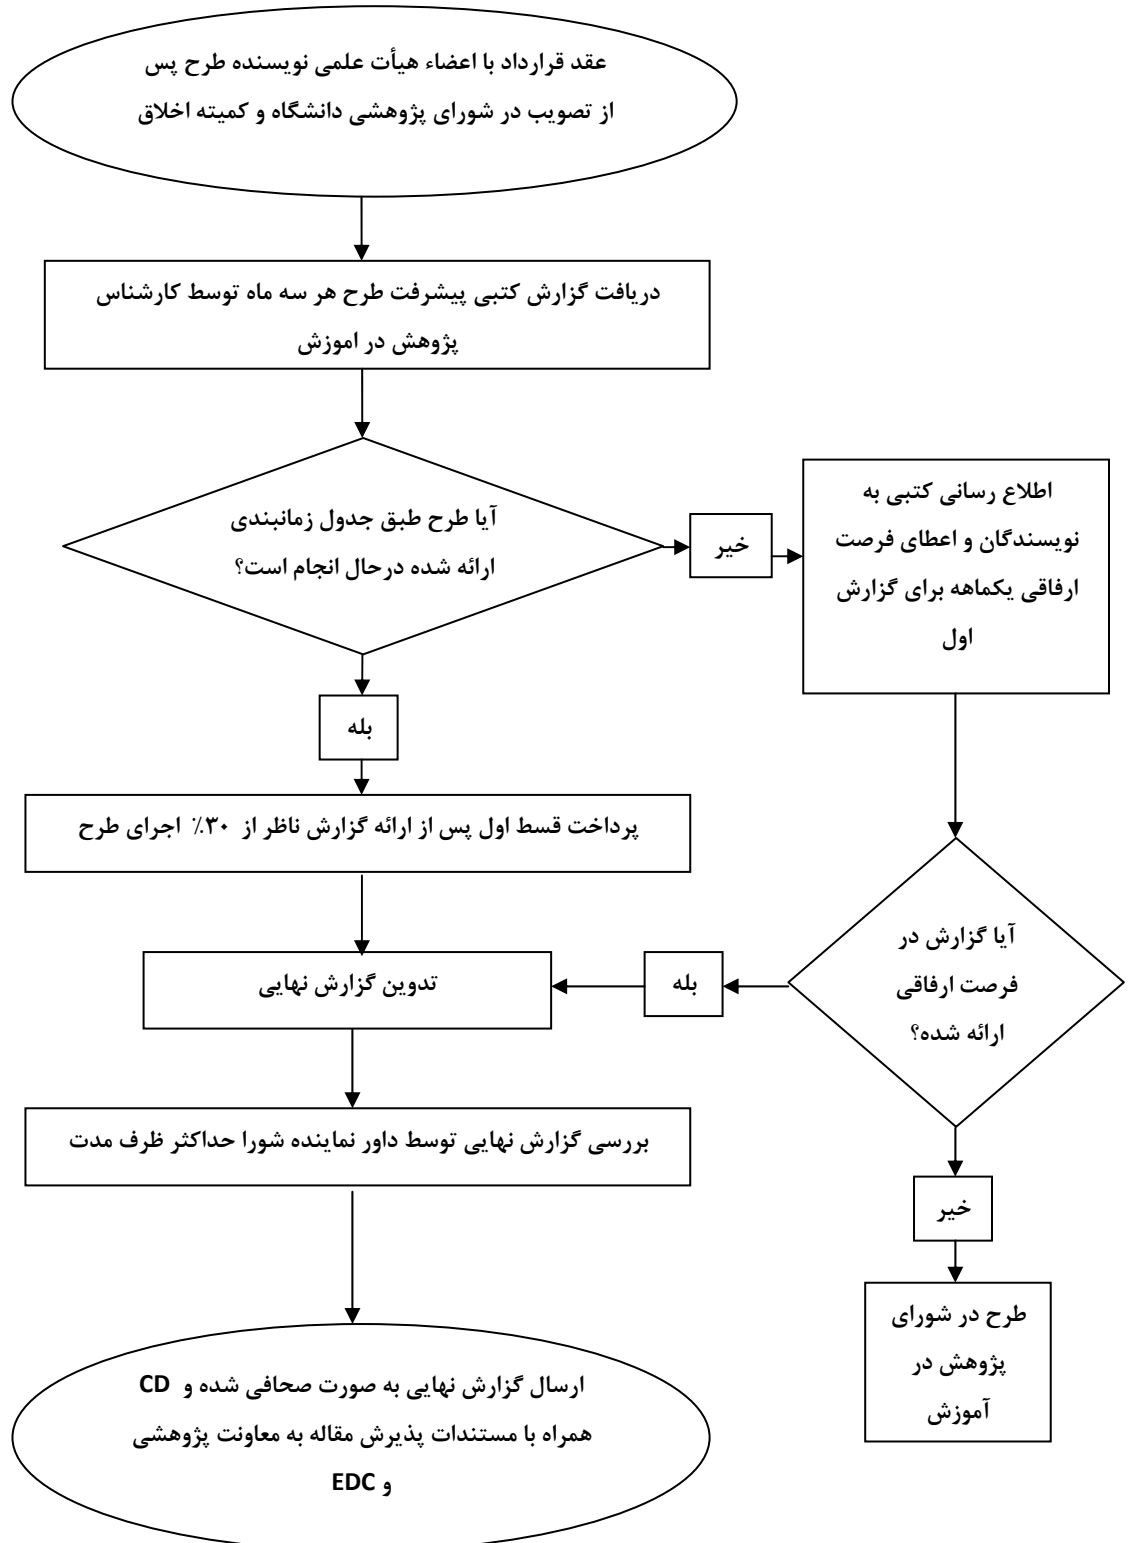 عقد قرارداد با اعضاء هیأت علمی نویسنده طرح پس
از تصویب در شورای پژوهشی دانشگاه و کمیته اخلاق
دریافت گزارش کتبی پیشرفت طرح هر سه ماه توسط کارشناس
پژوهش در اموزش
آیا طرح طبق جدول زمانبندی
ارائه شده درحال انجام است؟
خیر
اطلاع رسانی کتبی به
نویسندگان و اعطای فرصت
ارفاقی یکماهه برای گزارش
اول
بله
پرداخت قسط اول پس از ارائه گزارش ناظر از ۳۰٪ اجرای طرح
آیا گزارش در
فرصت ارفاقی
ارائه شده؟
بله
تدوین گزارش نهایی
بررسی گزارش نهایی توسط داور نماینده شورا حداکثر ظرف مدت
خیر
طرح در شورای
پژوهش در
آموزش
ارسال گزارش نهایی به صورت صحافی شده و CD
همراه با مستندات پذیرش مقاله به معاونت پژوهشی
و EDC